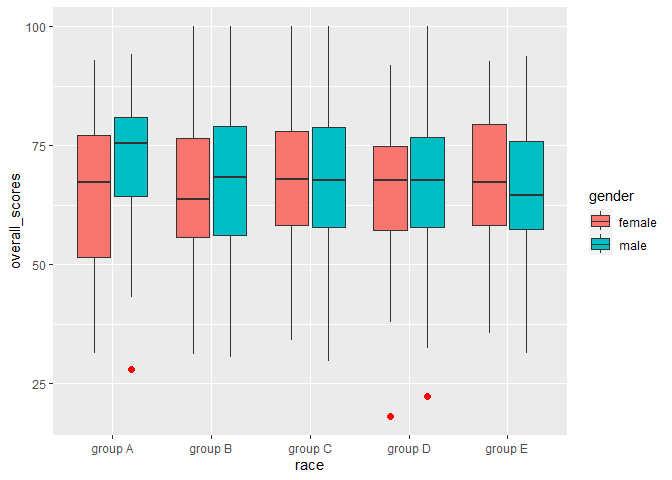 overall_scores
100
75
50
25
group A
group B
group C
group D
group E
race
gender
female
male